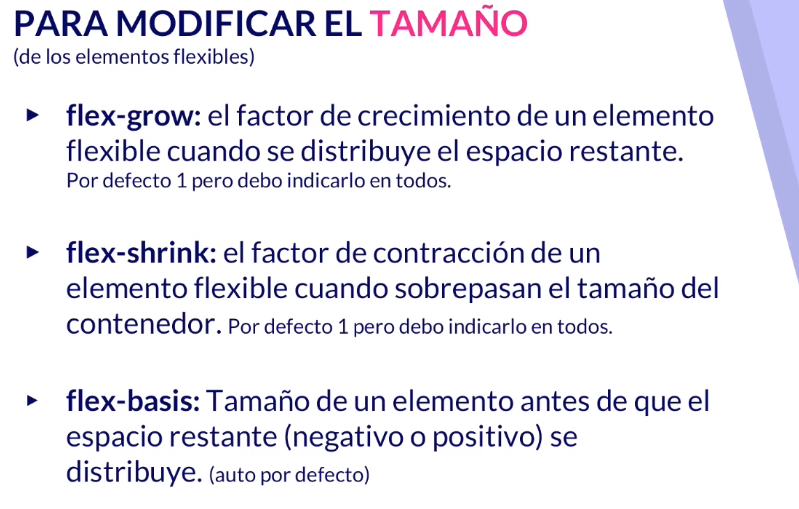 PARA MODIFICAR EL TAMAÑO
(de los elementos flexibles)
▶ flex-grow: el factor de crecimiento de un elemento
flexible cuando se distribuye el espacio restante.
Por defecto 1 pero debo indicarlo en todos.
▶ flex-shrink: el factor de contracción de un
elemento flexible cuando sobrepasan el tamaño del
contenedor. Por defecto 1 pero debo indicarlo en todos.
▶ flex-basis: Tamaño de un elemento antes de que el
espacio restante (negativo o positivo) se
distribuye. (auto por defecto)